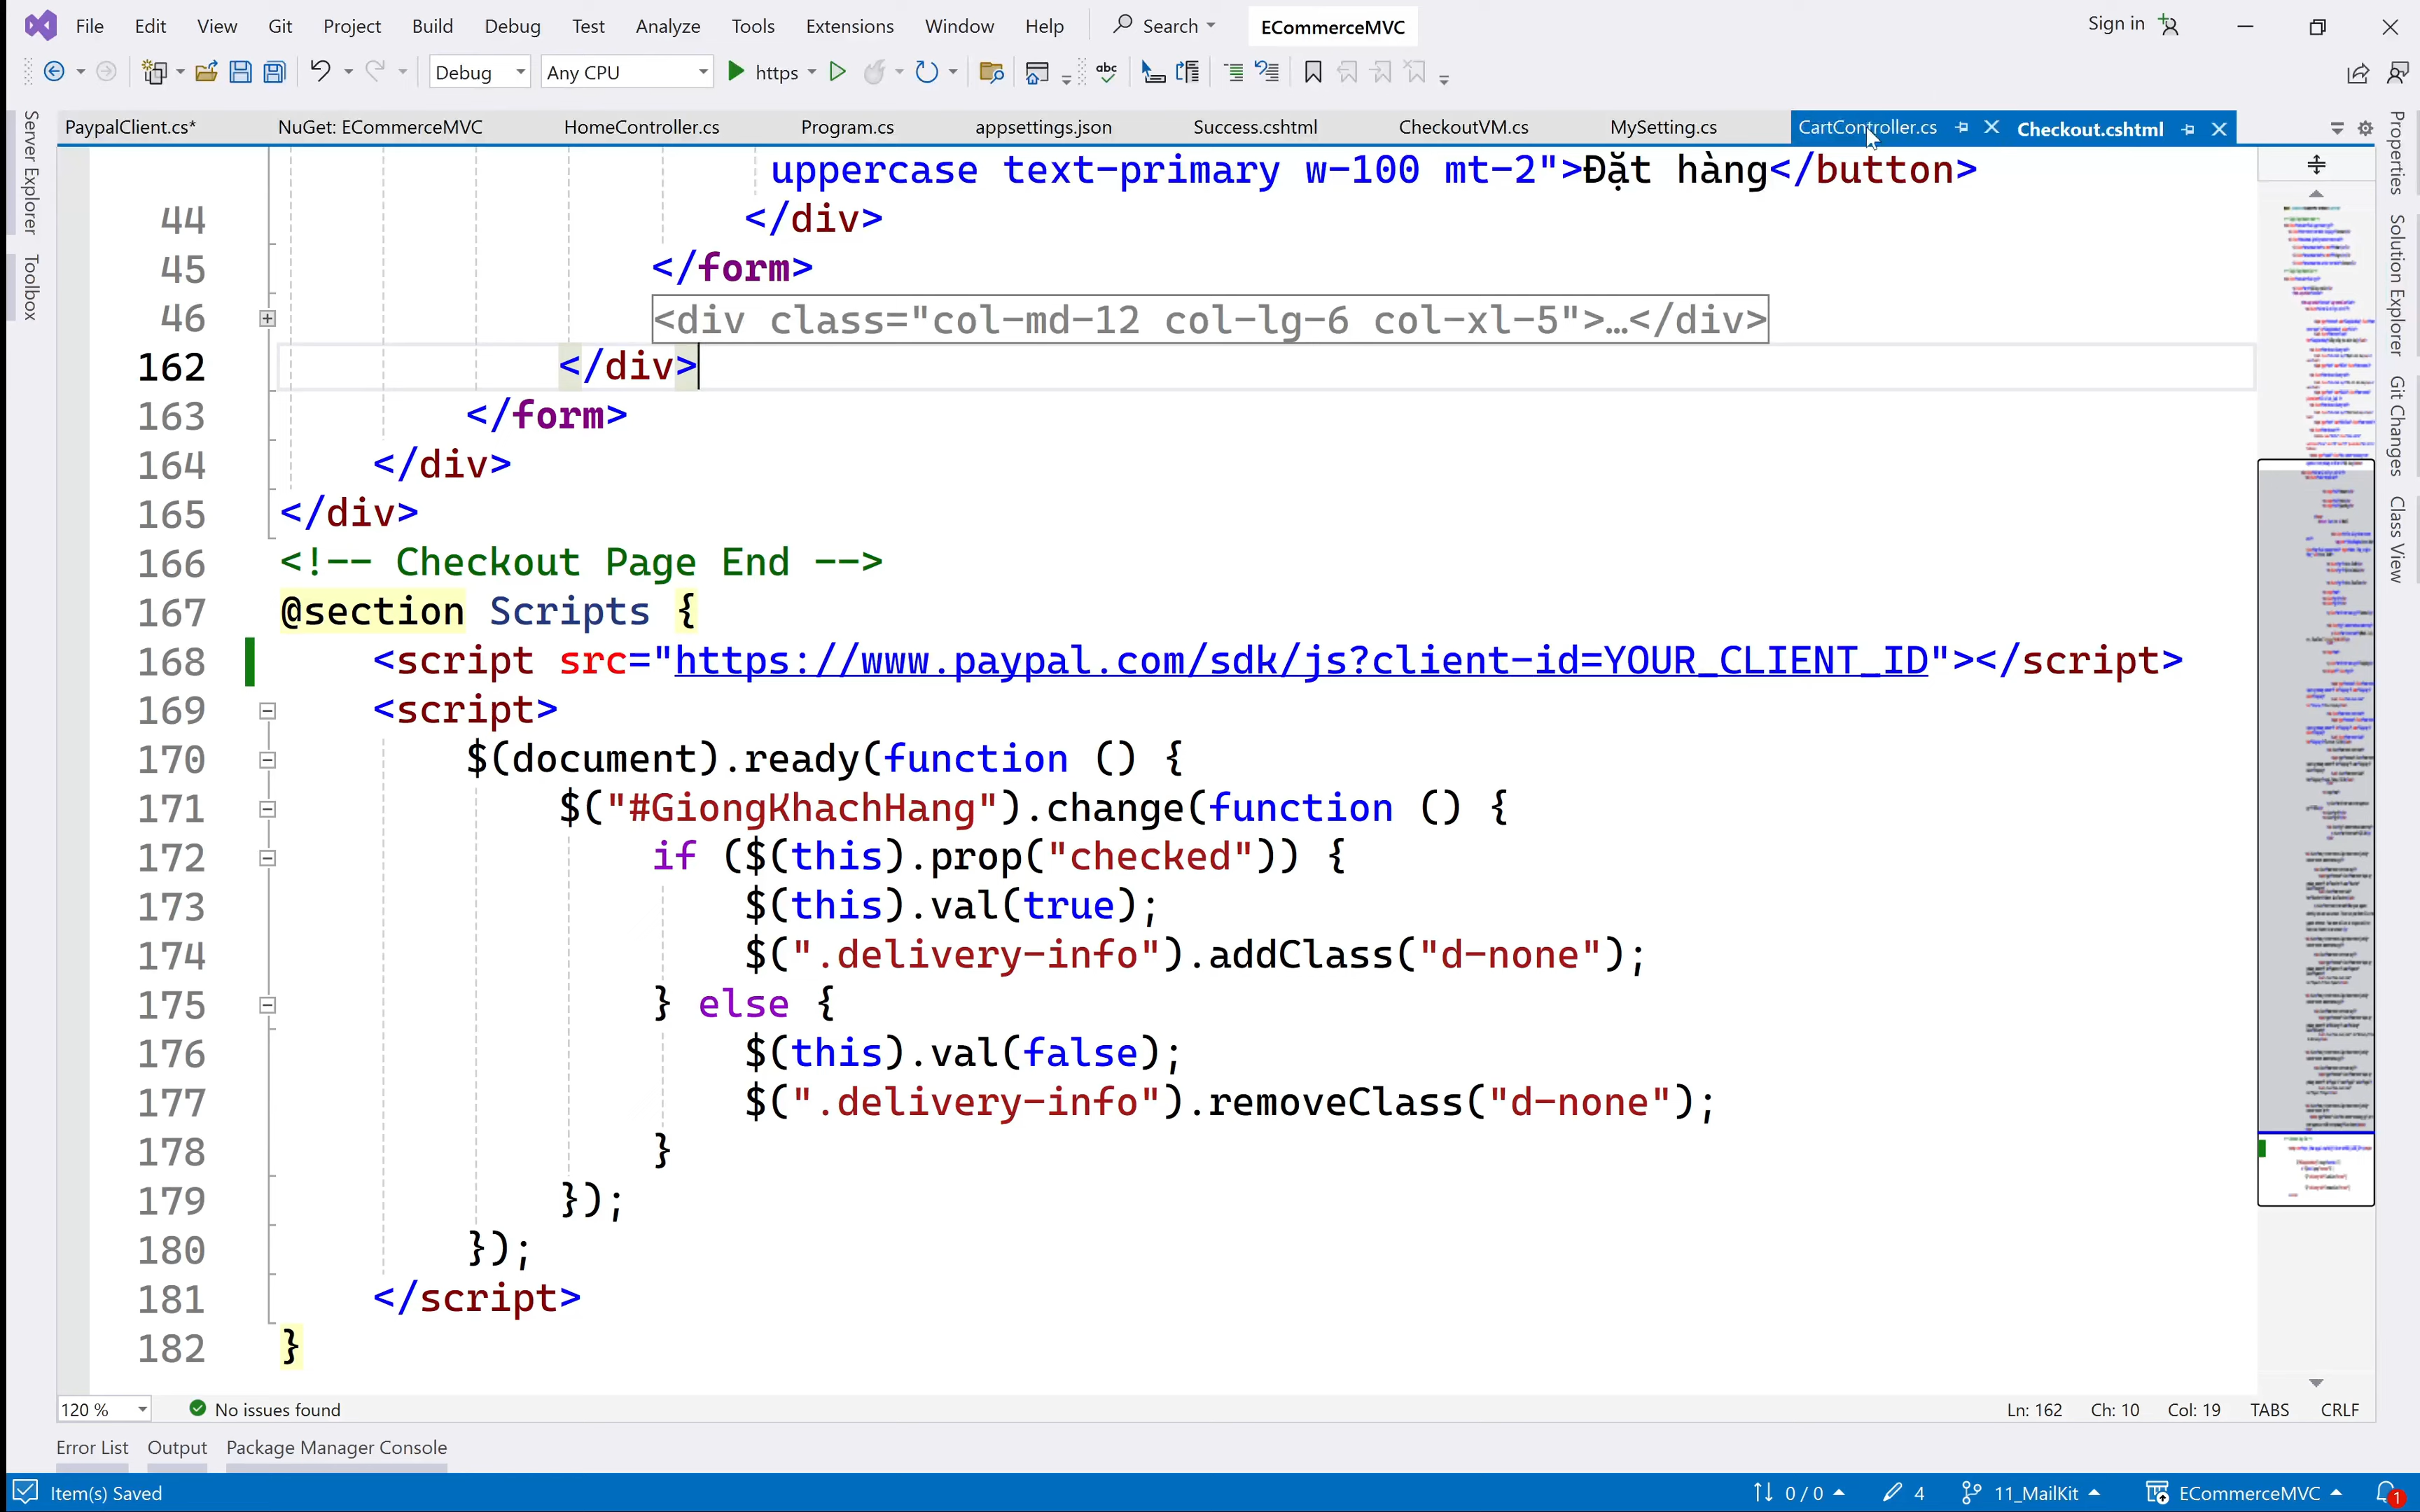 File Edit View Git Project Build Debug Test Analyze Tools Extensions Window Help Search ECommerceMVC Sign in
Debug Any CPU https
PaypalClient.cs* NuGet: ECommerceMVC HomeController.cs Program.cs appsettings.json Success.cshtml CheckoutVM.cs MySetting.cs CartController.cs Checkout.cshtml
Server Explorer
Toolbox
Properties
Solution Explorer
Git Changes
Class View
uppercase text-primary w-100 mt-2">Đặt hàng</button>
44 </div>
45 </form>
46 <div class="col-md-12 col-lg-6 col-xl-5">…</div>
162 </div>
163 </form>
164 </div>
165 </div>
166 <!-- Checkout Page End -->
167 @section Scripts {
168 <script src="https://www.paypal.com/sdk/js?client-id=YOUR_CLIENT_ID"></script>
169 <script>
170 $(document).ready(function () {
171 $("#GiongKhachHang").change(function () {
172 if ($(this).prop("checked")) {
173 $(this).val(true);
174 $(".delivery-info").addClass("d-none");
175 } else {
176 $(this).val(false);
177 $(".delivery-info").removeClass("d-none");
178 }
179 });
180 });
181 </script>
182 }
120 % No issues found Ln: 162 Ch: 10 Col: 19 TABS CRLF
Error List Output Package Manager Console
Item(s) Saved 0 / 0 4 11_MailKit ECommerceMVC 1